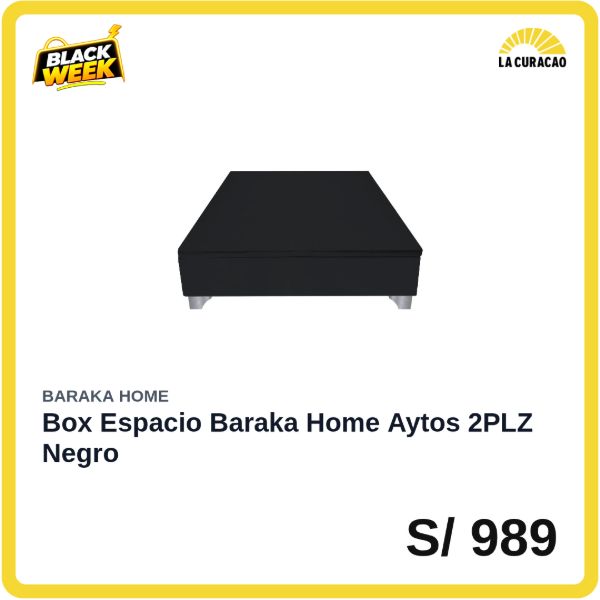 BLACK
WEEK
LA CURACAO
BARAKA HOME
Box Espacio Baraka Home Aytos 2PLZ
Negro
S/ 989